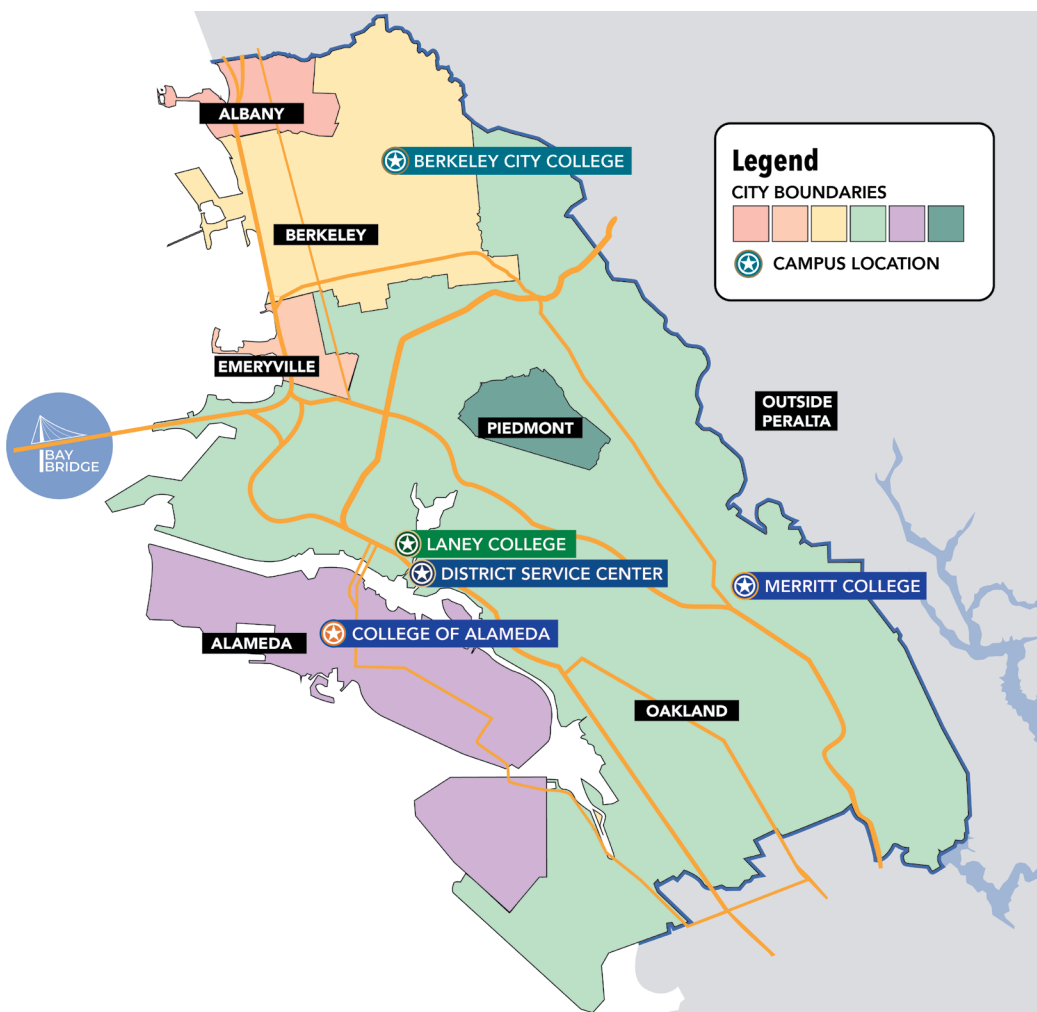 ALBANY
BERKELEY CITY COLLEGE
Legend
CITY BOUNDARIES
CAMPUS LOCATION
BERKELEY
EMERYVILLE
OUTSIDE
PERALTA
PIEDMONT
BAY
BRIDGE
LANEY COLLEGE
DISTRICT SERVICE CENTER
MERRITT COLLEGE
COLLEGE OF ALAMEDA
ALAMEDA
OAKLAND